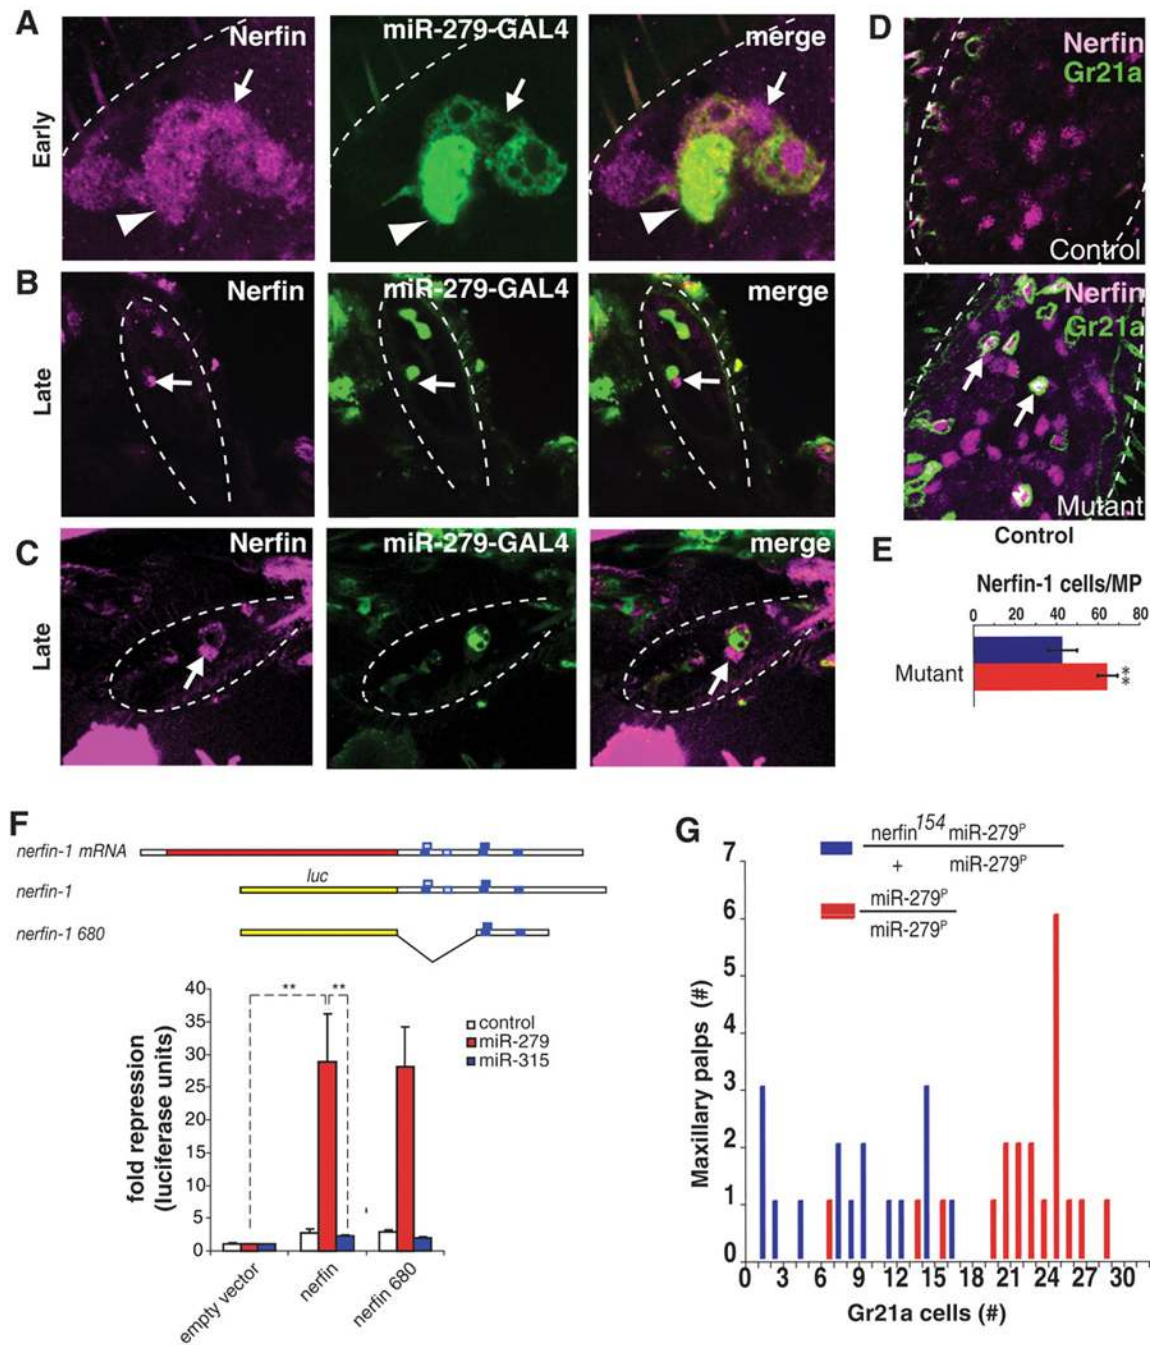 A
Nerfin
miR-279-GAL4
merge
Early
B
Nerfin
miR-279-GAL4
merge
Late
C
Nerfin
miR-279-GAL4
merge
Late
D
Nerfin
Gr21a
Control
Nerfin
Gr21a
Mutant
E
Control
Nerfin-1 cells/MP
0 20 40 60 80
Mutant
**
F
nerfin-1 mRNA
luc
nerfin-1
nerfin-1 680
fold repression
(luciferase units)
40
35
30
25
20
15
10
5
0
** **
control
miR-279
miR-315
empty vector
nerfin
nerfin 680
G
nerfin154 miR-279P
+ miR-279P
miR-279P
miR-279P
Maxillary palps (#)
7
6
5
4
3
2
1
0
0 3 6 9 12 15 18 21 24 27 30
Gr21a cells (#)